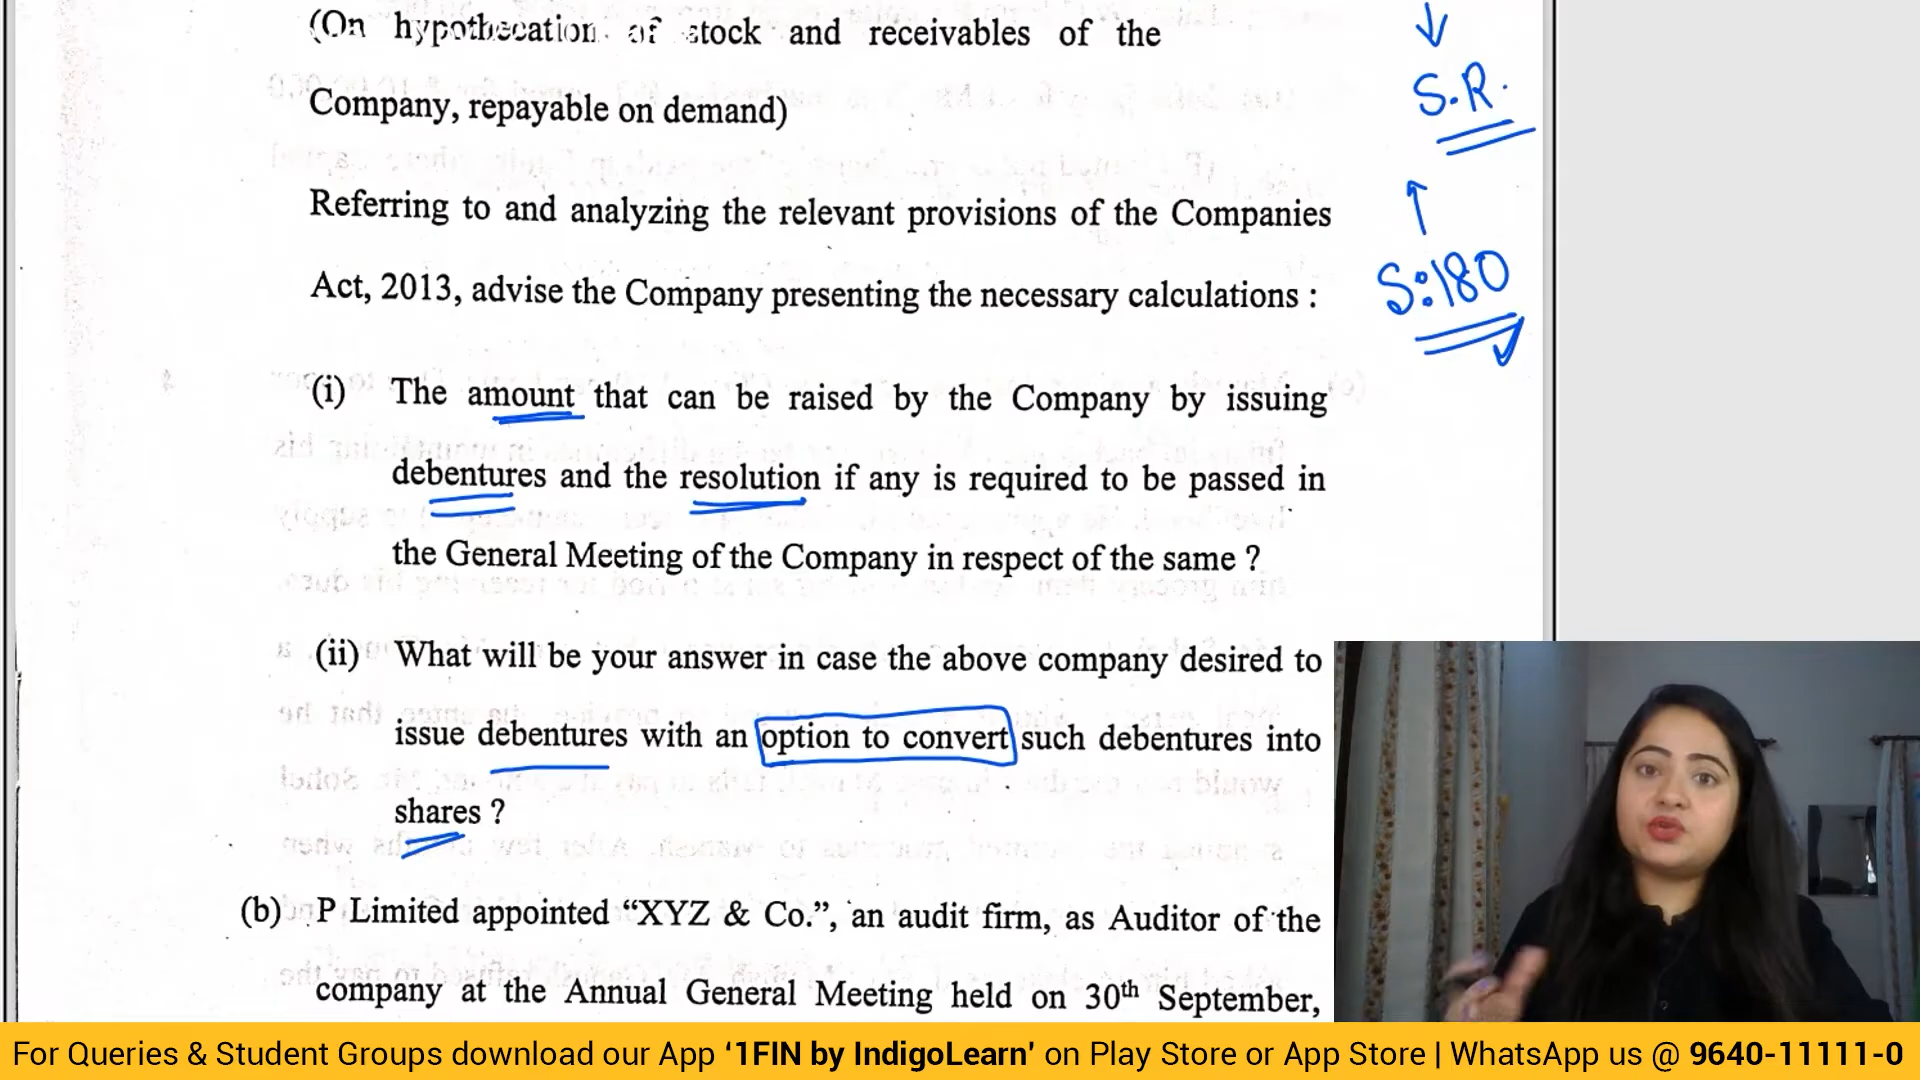 (On hypothecation of stock and receivables of the
Company, repayable on demand)
Referring to and analyzing the relevant provisions of the Companies
Act, 2013, advise the Company presenting the necessary calculations :
(i) The amount that can be raised by the Company by issuing
debentures and the resolution if any is required to be passed in
the General Meeting of the Company in respect of the same ?
(ii) What will be your answer in case the above company desired to
issue debentures with an option to convert such debentures into
shares ?
(b) P Limited appointed “XYZ & Co.”, an audit firm, as Auditor of the
company at the Annual General Meeting held on 30th September,
S.R.
S:180
For Queries & Student Groups download our App ‘1FIN by IndigoLearn’ on Play Store or App Store | WhatsApp us @ 9640-11111-0